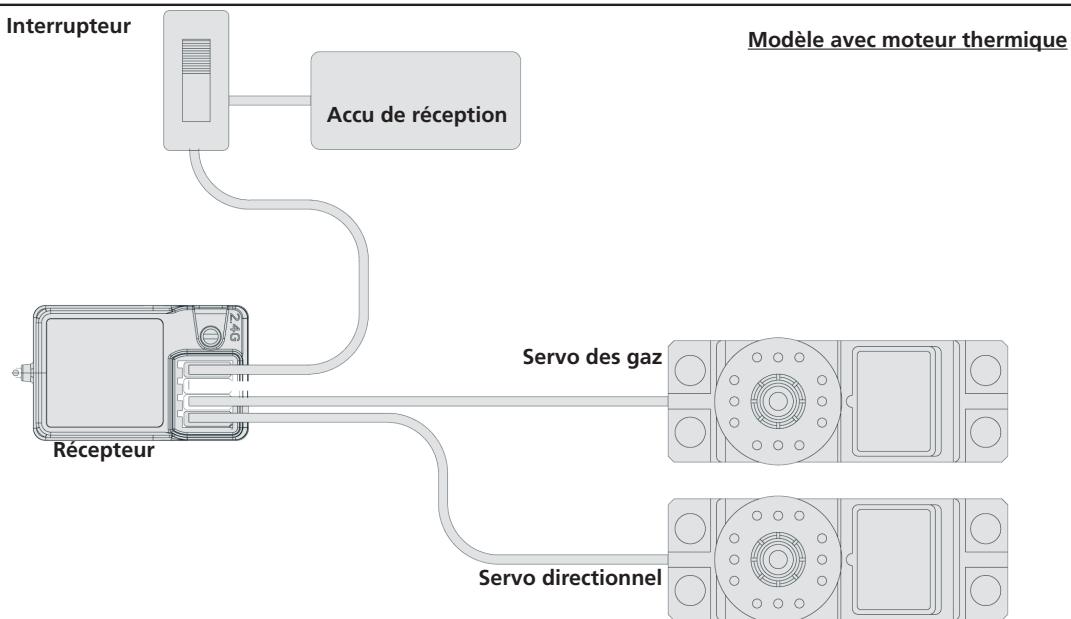 Interrupteur
Modèle avec moteur thermique
Accu de réception
2.4G
Servo des gaz
Récepteur
Servo directionnel